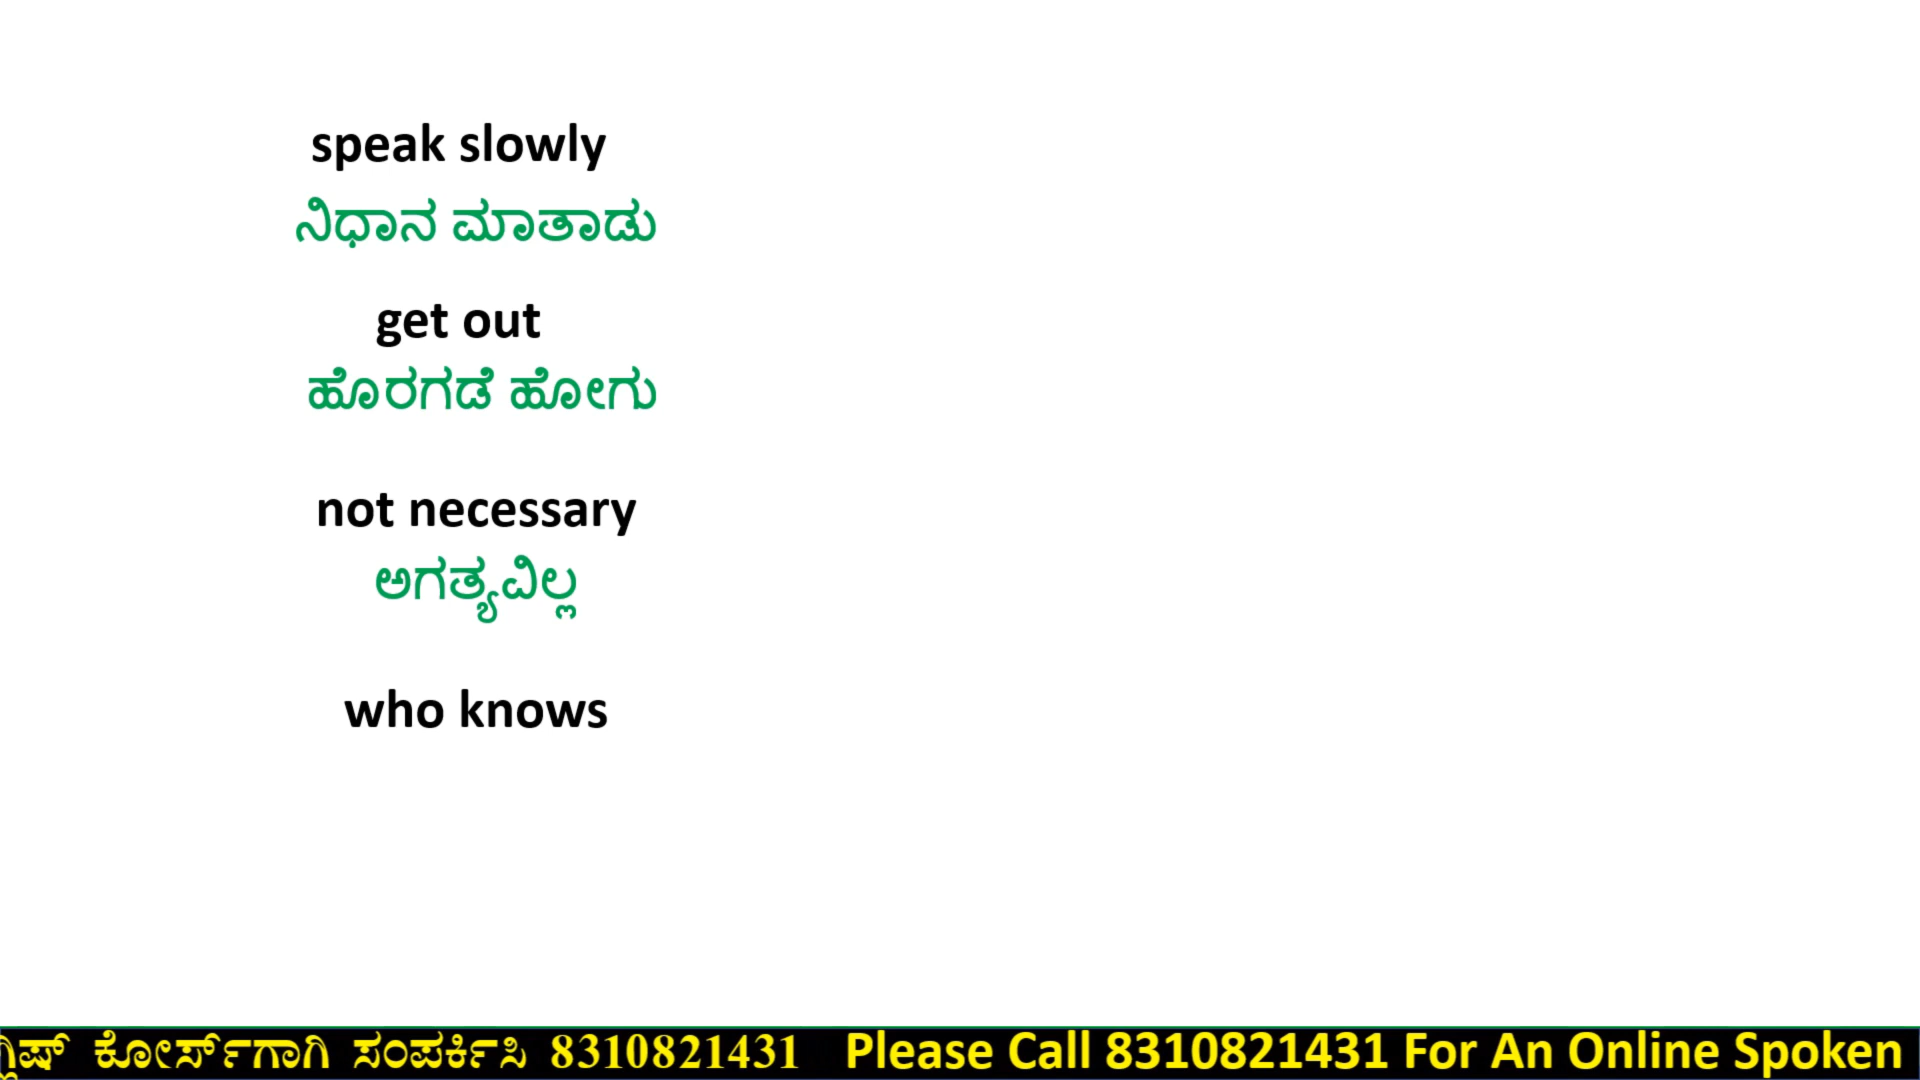 speak slowly
ನಿಧಾನ ಮಾತಾಡು
get out
ಹೊರಗಡೆ ಹೋಗು
not necessary
ಅಗತ್ಯವಿಲ್ಲ
who knows
ಕೋರ್ಸ್‌ಗಾಗಿ ಸಂಪರ್ಕಿಸಿ 8310821431 Please Call 8310821431 For An Online Spoken